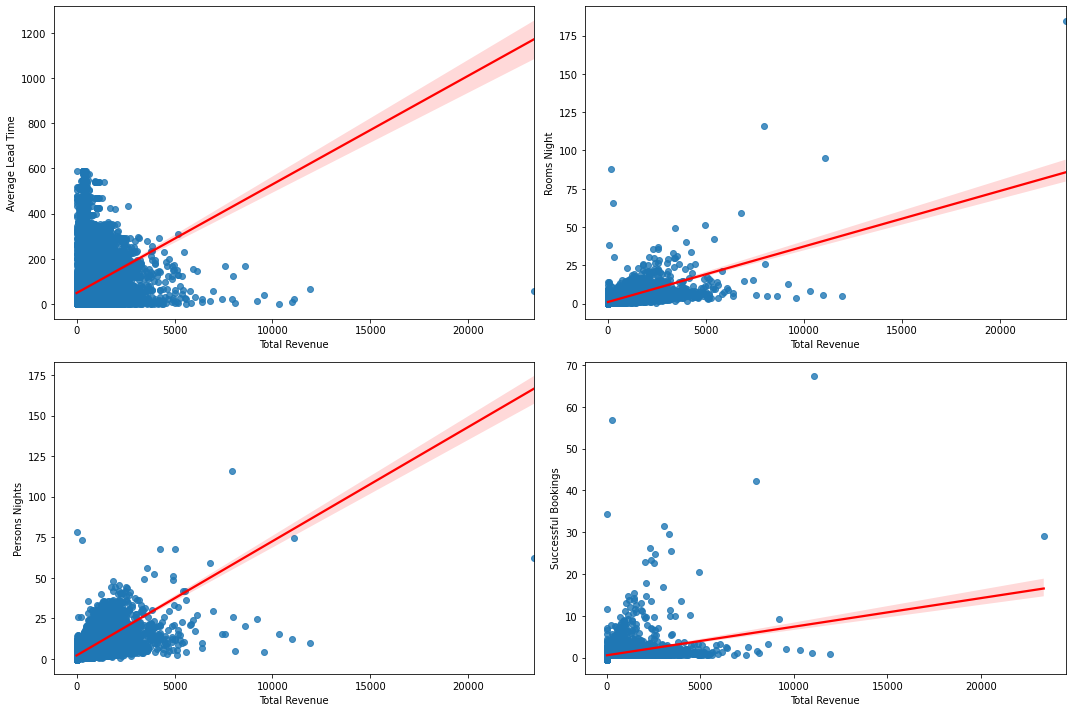 1200
1000
800
600
400
200
0
Average Lead Time
0 5000 10000 15000 20000
Total Revenue
175
150
125
100
75
50
25
0
Rooms Night
0 5000 10000 15000 20000
Total Revenue
175
150
125
100
75
50
25
0
Persons Nights
0 5000 10000 15000 20000
Total Revenue
70
60
50
40
30
20
10
0
Successful Bookings
0 5000 10000 15000 20000
Total Revenue